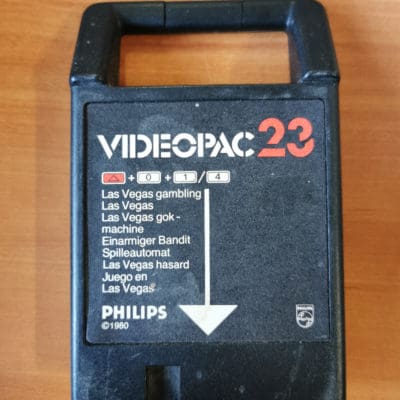 VIDEOPAC 23
△ + 0 + 1 / 4
Las Vegas gambling
Las Vegas
Las Vegas gok-
machine
Einarmiger Bandit
Spilleautomat
Las Vegas hasard
Juego en
Las Vegas
PHILIPS
©1980